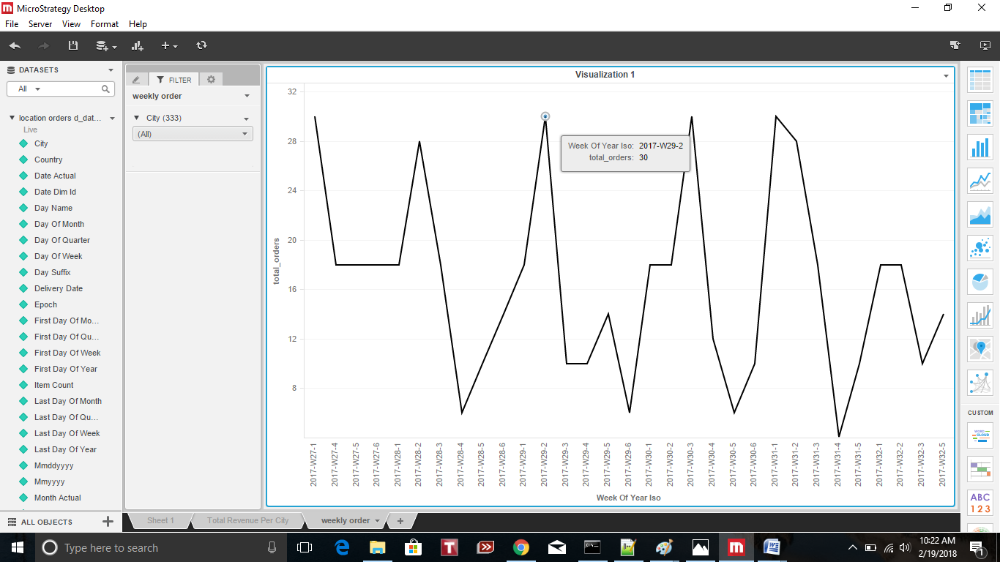 MicroStrategy Desktop
File Server View Format Help
DATASETS
All
location orders d_dat...
Live
City
Country
Date Actual
Date Dim Id
Day Name
Day Of Month
Day Of Quarter
Day Of Week
Day Suffix
Delivery Date
Epoch
First Day Of Mo...
First Day Of Qu...
First Day Of Week
First Day Of Year
Item Count
Last Day Of Month
Last Day Of Qu...
Last Day Of Week
Last Day Of Year
Mmddyyyy
Mmyyyy
Month Actual
ALL OBJECTS
FILTER
weekly order
City (333)
(All)
Visualization 1
32
28
24
20
16
12
8
total_orders
Week Of Year Iso: 2017-W29-2
total_orders: 30
2017-W27-1
2017-W27-4
2017-W27-5
2017-W27-6
2017-W28-1
2017-W28-2
2017-W28-3
2017-W28-4
2017-W28-5
2017-W28-6
2017-W29-1
2017-W29-2
2017-W29-3
2017-W29-4
2017-W29-5
2017-W29-6
2017-W30-1
2017-W30-2
2017-W30-3
2017-W30-4
2017-W30-5
2017-W30-6
2017-W31-1
2017-W31-2
2017-W31-3
2017-W31-4
2017-W31-5
2017-W32-1
2017-W32-2
2017-W32-3
2017-W32-5
Week Of Year Iso
CUSTOM
WORD
CLOUD
ABC
123
Sheet 1
Total Revenue Per City
weekly order
Type here to search
10:22 AM
2/19/2018
1